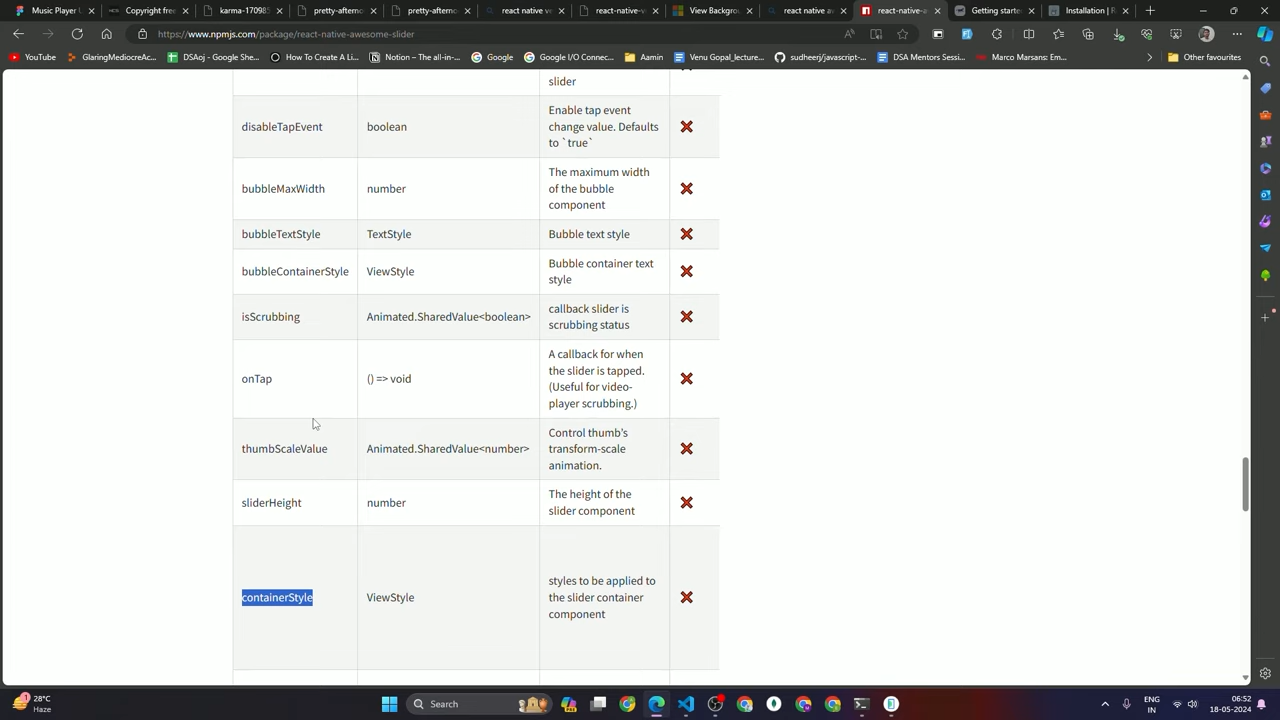 Music Player U
Copyright free
karma-170985
pretty-afterno
pretty-afterno
react native ve
react-native-v
View Backgrou
react native aw
react-native-a
Getting starte
Installation | R
https://www.npmjs.com/package/react-native-awesome-slider
YouTube
GlaringMediocreAc...
DSAoj - Google She...
How To Create A Li...
Notion – The all-in-...
Google
Google I/O Connec...
Aamin
Venu Gopal_lecture...
sudheerj/javascript-...
DSA Mentors Sessi...
Marco Marsans: Em...
Other favourites
slider
disableTapEvent
boolean
Enable tap event
change value. Defaults
to `true`
bubbleMaxWidth
number
The maximum width
of the bubble
component
bubbleTextStyle
TextStyle
Bubble text style
bubbleContainerStyle
ViewStyle
Bubble container text
style
isScrubbing
Animated.SharedValue<boolean>
callback slider is
scrubbing status
onTap
() => void
A callback for when
the slider is tapped.
(Useful for video-
player scrubbing.)
thumbScaleValue
Animated.SharedValue<number>
Control thumb's
transform-scale
animation.
sliderHeight
number
The height of the
slider component
containerStyle
ViewStyle
styles to be applied to
the slider container
component
28°C
Haze
Search
ENG
IN
06:52
18-05-2024